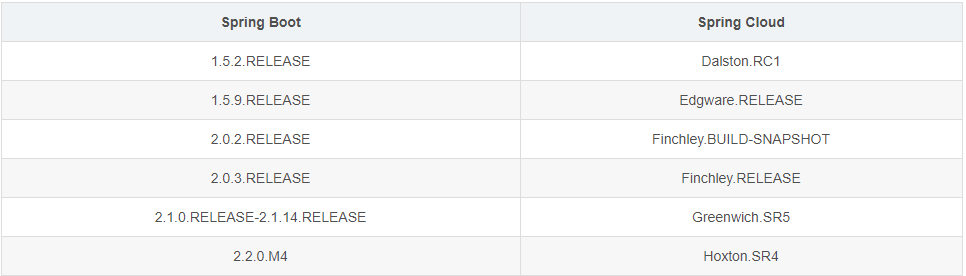 Spring Boot Spring Cloud
1.5.2.RELEASE Dalston.RC1
1.5.9.RELEASE Edgware.RELEASE
2.0.2.RELEASE Finchley.BUILD-SNAPSHOT
2.0.3.RELEASE Finchley.RELEASE
2.1.0.RELEASE-2.1.14.RELEASE Greenwich.SR5
2.2.0.M4 Hoxton.SR4